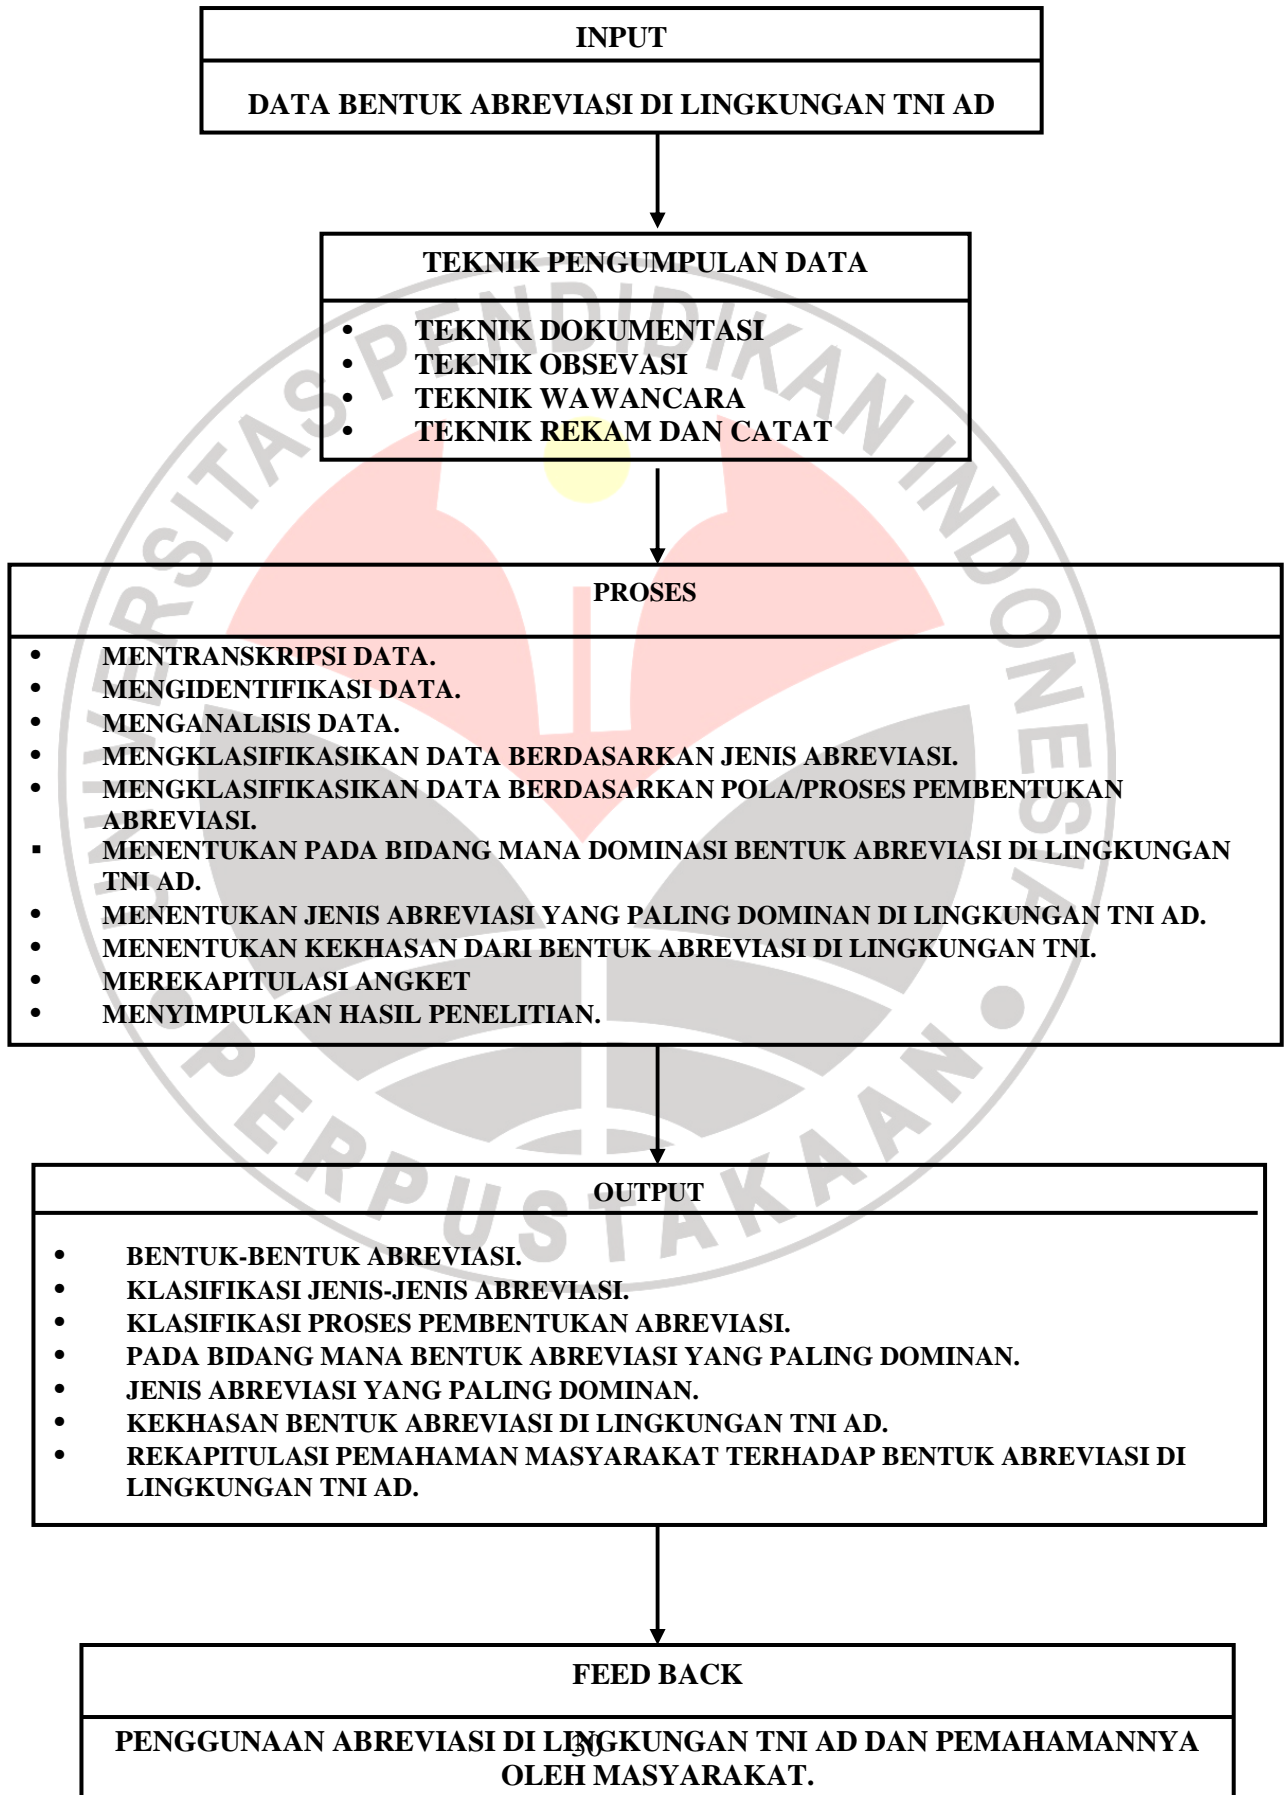 INPUT
DATA BENTUK ABREVIASI DI LINGKUNGAN TNI AD
TEKNIK PENGUMPULAN DATA
• TEKNIK DOKUMENTASI
• TEKNIK OBSEVASI
• TEKNIK WAWANCARA
• TEKNIK REKAM DAN CATAT
PROSES
• MENTRANSKRIPSI DATA.
• MENGIDENTIFIKASI DATA.
• MENGANALISIS DATA.
• MENGKLASIFIKASIKAN DATA BERDASARKAN JENIS ABREVIASI.
• MENGKLASIFIKASIKAN DATA BERDASARKAN POLA/PROSES PEMBENTUKAN
ABREVIASI.
▪ MENENTUKAN PADA BIDANG MANA DOMINASI BENTUK ABREVIASI DI LINGKUNGAN
TNI AD.
• MENENTUKAN JENIS ABREVIASI YANG PALING DOMINAN DI LINGKUNGAN TNI AD.
• MENENTUKAN KEKHASAN DARI BENTUK ABREVIASI DI LINGKUNGAN TNI.
• MEREKAPITULASI ANGKET
• MENYIMPULKAN HASIL PENELITIAN.
OUTPUT
• BENTUK-BENTUK ABREVIASI.
• KLASIFIKASI JENIS-JENIS ABREVIASI.
• KLASIFIKASI PROSES PEMBENTUKAN ABREVIASI.
• PADA BIDANG MANA BENTUK ABREVIASI YANG PALING DOMINAN.
• JENIS ABREVIASI YANG PALING DOMINAN.
• KEKHASAN BENTUK ABREVIASI DI LINGKUNGAN TNI AD.
• REKAPITULASI PEMAHAMAN MASYARAKAT TERHADAP BENTUK ABREVIASI DI
LINGKUNGAN TNI AD.
FEED BACK
PENGGUNAAN ABREVIASI DI LINGKUNGAN TNI AD DAN PEMAHAMANNYA
OLEH MASYARAKAT.
30
UNIVERSITAS PENDIDIKAN INDONESIA
PERPUSTAKAAN